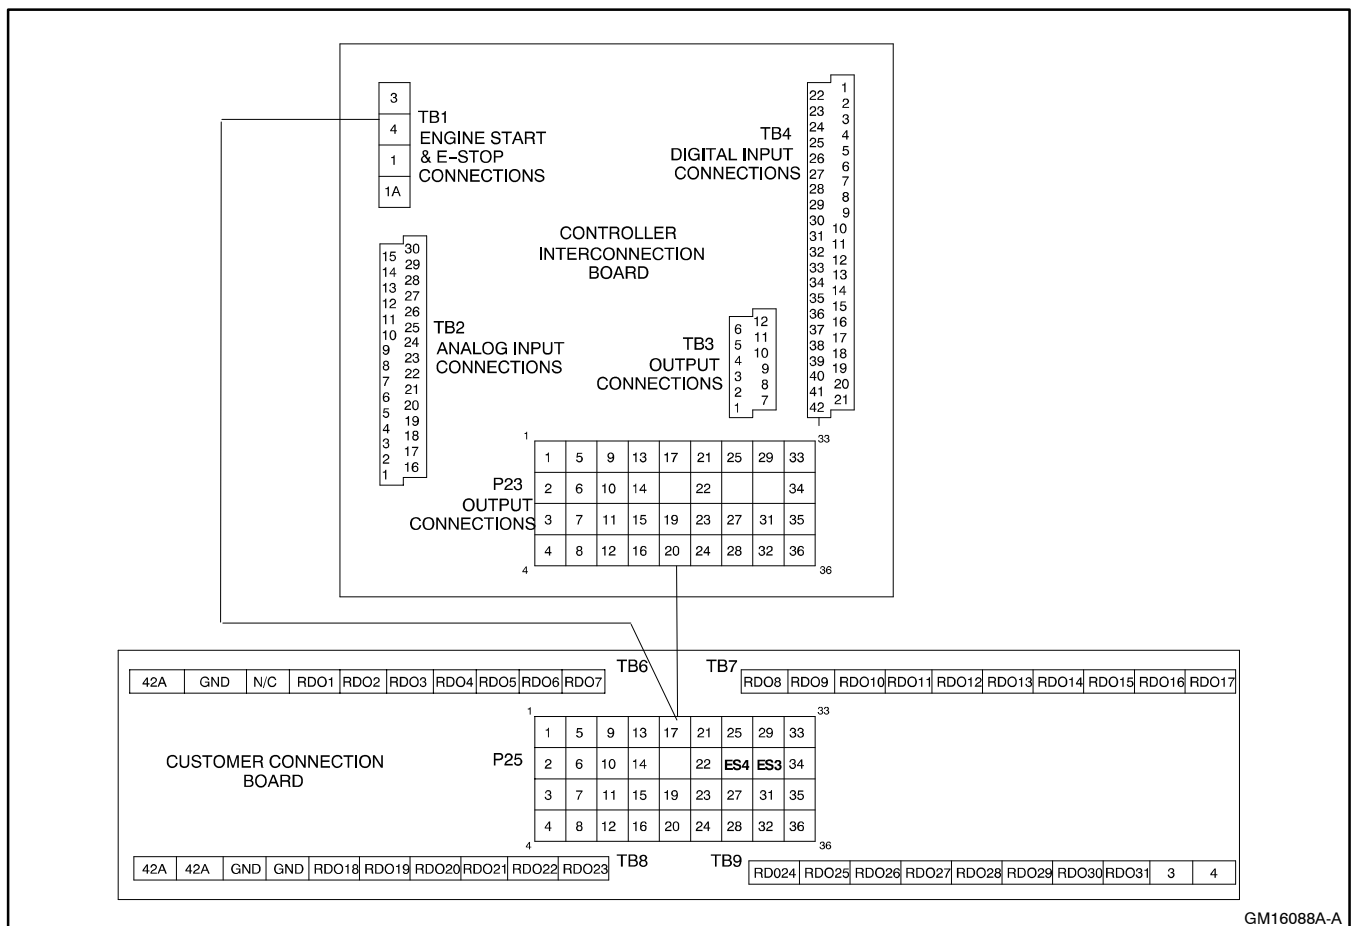 3
4
1
1A
TB1
ENGINE START
& E-STOP
CONNECTIONS
TB4
DIGITAL INPUT
CONNECTIONS
22 1
23 2
24 3
25 4
26 5
27 6
28 7
29 8
30 9
31 10
32 11
33 12
34 13
35 14
36 15
37 16
38 17
39 18
40 19
41 20
42 21
CONTROLLER
INTERCONNECTION
BOARD
15 30
14 29
13 28
12 27
11 26
10 25
9 24
8 23
7 22
6 21
5 20
4 19
3 18
2 17
1 16
TB2
ANALOG INPUT
CONNECTIONS
TB3
OUTPUT
CONNECTIONS
6 12
5 11
4 10
3 9
2 8
1 7
P23
OUTPUT
CONNECTIONS
1 33
1 5 9 13 17 21 25 29 33
2 6 10 14 22 34
3 7 11 15 19 23 27 31 35
4 8 12 16 20 24 28 32 36
4 36
TB6
42A GND N/C RDO1 RDO2 RDO3 RDO4 RDO5 RDO6 RDO7
TB7
RDO8 RDO9 RDO10 RDO11 RDO12 RDO13 RDO14 RDO15 RDO16 RDO17
CUSTOMER CONNECTION
BOARD
P25
1 33
1 5 9 13 17 21 25 29 33
2 6 10 14 22 ES4 ES3 34
3 7 11 15 19 23 27 31 35
4 8 12 16 20 24 28 32 36
4 36
42A 42A GND GND RDO18 RDO19 RDO20 RDO21 RDO22 RDO23
TB8
TB9
RD024 RDO25 RDO26 RDO27 RDO28 RDO29 RDO30 RDO31 3 4
GM16088A-A